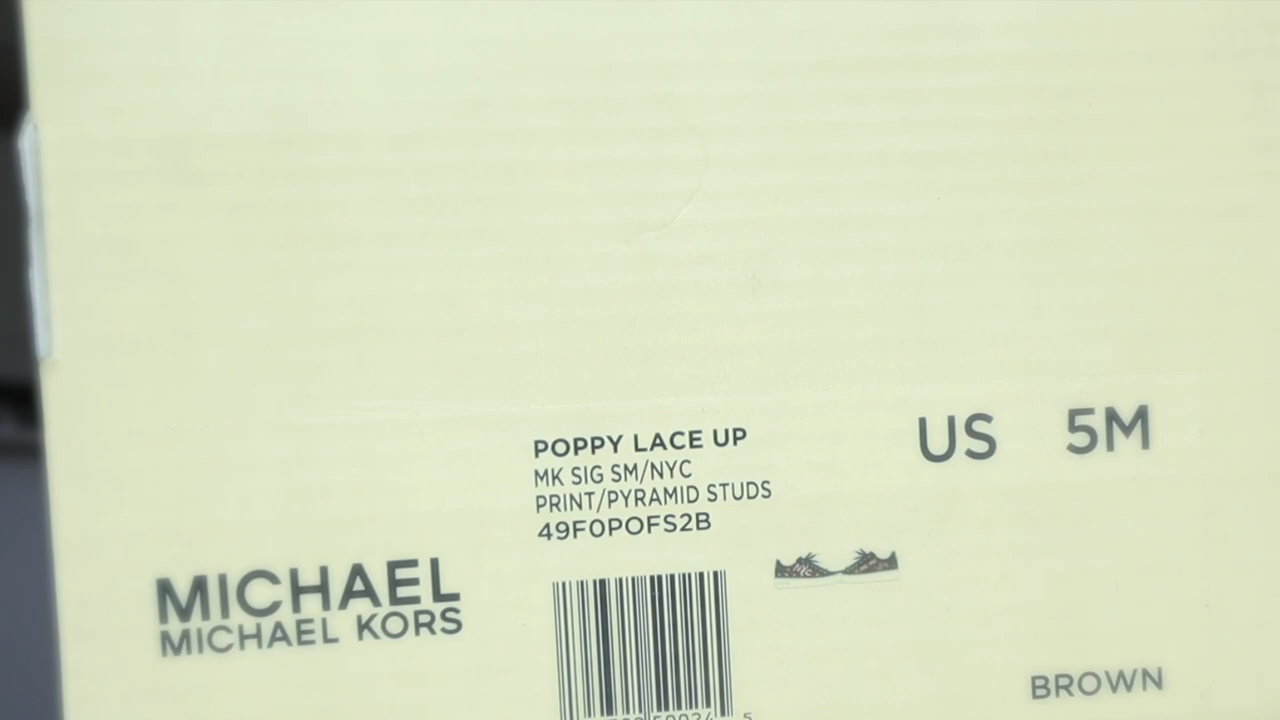 POPPY LACE UP
MK SIG SM/NYC
PRINT/PYRAMID STUDS
49F0POFS2B
US 5M
MICHAEL
MICHAEL KORS
BROWN